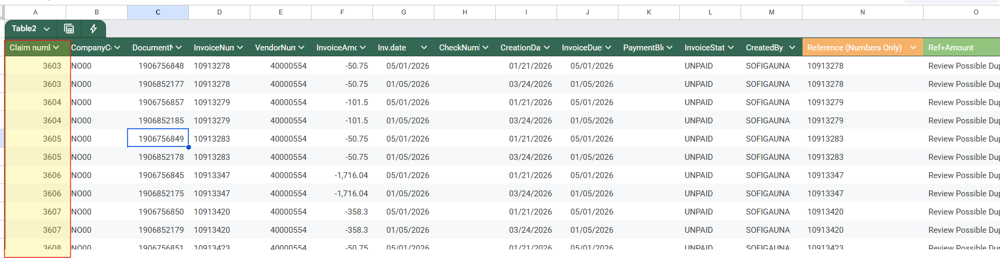 A B C D E F G H I J K L M N O
Table2
Claim numl CompanyC DocumentN InvoiceNun VendorNun InvoiceAmc Inv.date CheckNuml CreationDa InvoiceDuel PaymentBlo InvoiceStat CreatedBy Reference (Numbers Only) Ref+Amount
3603 NO00 1906756848 10913278 40000554 -50.75 05/01/2026 01/21/2026 05/01/2026 UNPAID SOFIGAUNA 10913278 Review Possible Dup
3603 NO00 1906852177 10913278 40000554 -50.75 01/05/2026 03/24/2026 01/05/2026 UNPAID SOFIGAUNA 10913278 Review Possible Dup
3604 NO00 1906756857 10913279 40000554 -101.5 05/01/2026 01/21/2026 05/01/2026 UNPAID SOFIGAUNA 10913279 Review Possible Dup
3604 NO00 1906852185 10913279 40000554 -101.5 01/05/2026 03/24/2026 01/05/2026 UNPAID SOFIGAUNA 10913279 Review Possible Dup
3605 NO00 1906756849 10913283 40000554 -50.75 05/01/2026 01/21/2026 05/01/2026 UNPAID SOFIGAUNA 10913283 Review Possible Dup
3605 NO00 1906852178 10913283 40000554 -50.75 01/05/2026 03/24/2026 01/05/2026 UNPAID SOFIGAUNA 10913283 Review Possible Dup
3606 NO00 1906756845 10913347 40000554 -1,716.04 05/01/2026 01/21/2026 05/01/2026 UNPAID SOFIGAUNA 10913347 Review Possible Dup
3606 NO00 1906852175 10913347 40000554 -1,716.04 01/05/2026 03/24/2026 01/05/2026 UNPAID SOFIGAUNA 10913347 Review Possible Dup
3607 NO00 1906756850 10913420 40000554 -358.3 05/01/2026 01/21/2026 05/01/2026 UNPAID SOFIGAUNA 10913420 Review Possible Dup
3607 NO00 1906852179 10913420 40000554 -358.3 01/05/2026 03/24/2026 01/05/2026 UNPAID SOFIGAUNA 10913420 Review Possible Dup
3608 NO00 1906756851 10913423 40000554 -50.75 05/01/2026 01/21/2026 05/01/2026 UNPAID SOFIGAUNA 10913423 Review Possible Dup